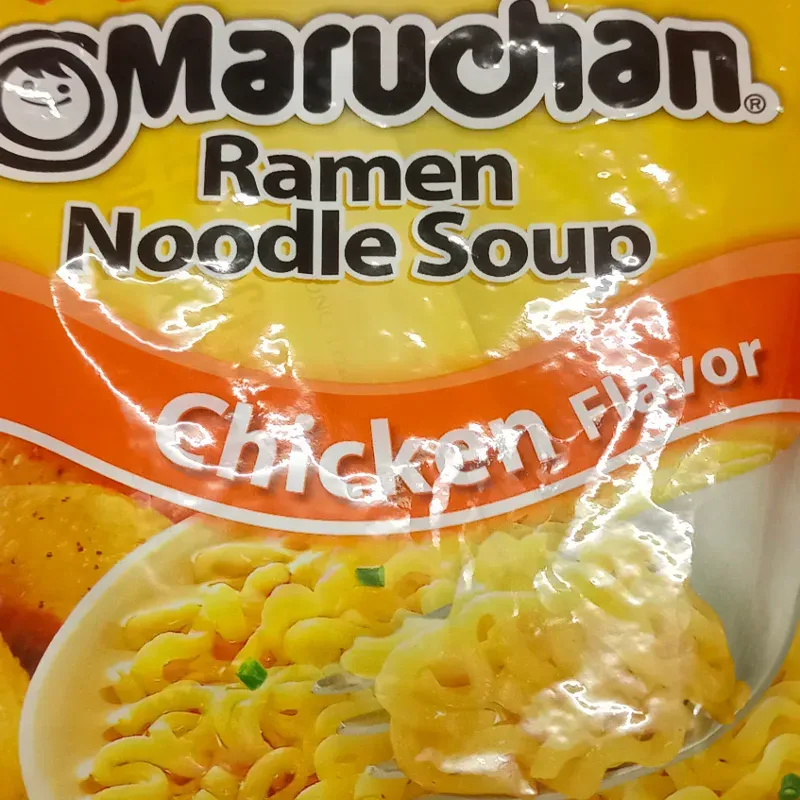 Maruchan®
Ramen
Noodle Soup
Chicken Flavor